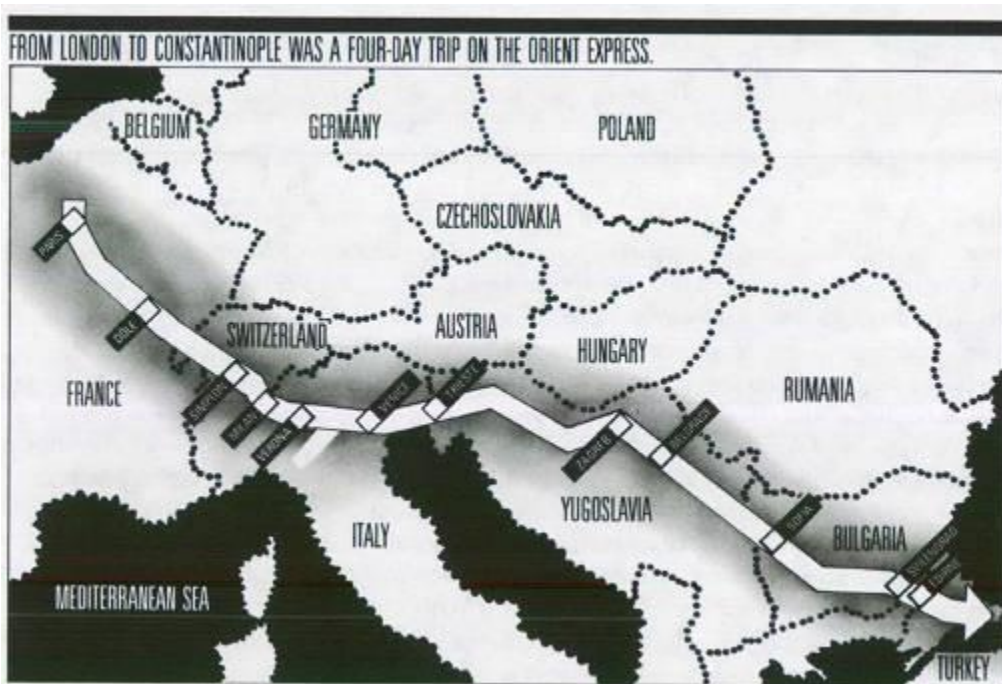 FROM LONDON TO CONSTANTINOPLE WAS A FOUR-DAY TRIP ON THE ORIENT EXPRESS.
BELGIUM
GERMANY
POLAND
CZECHOSLOVAKIA
PARIS
DOLE
SWITZERLAND
AUSTRIA
HUNGARY
RUMANIA
FRANCE
SIMPLON
MILAN
VERONA
VENICE
TRIESTE
ZAGREB
BELGRADE
YUGOSLAVIA
SOFIA
ITALY
BULGARIA
SVILENGRAD
MEDITERRANEAN SEA
TURKEY